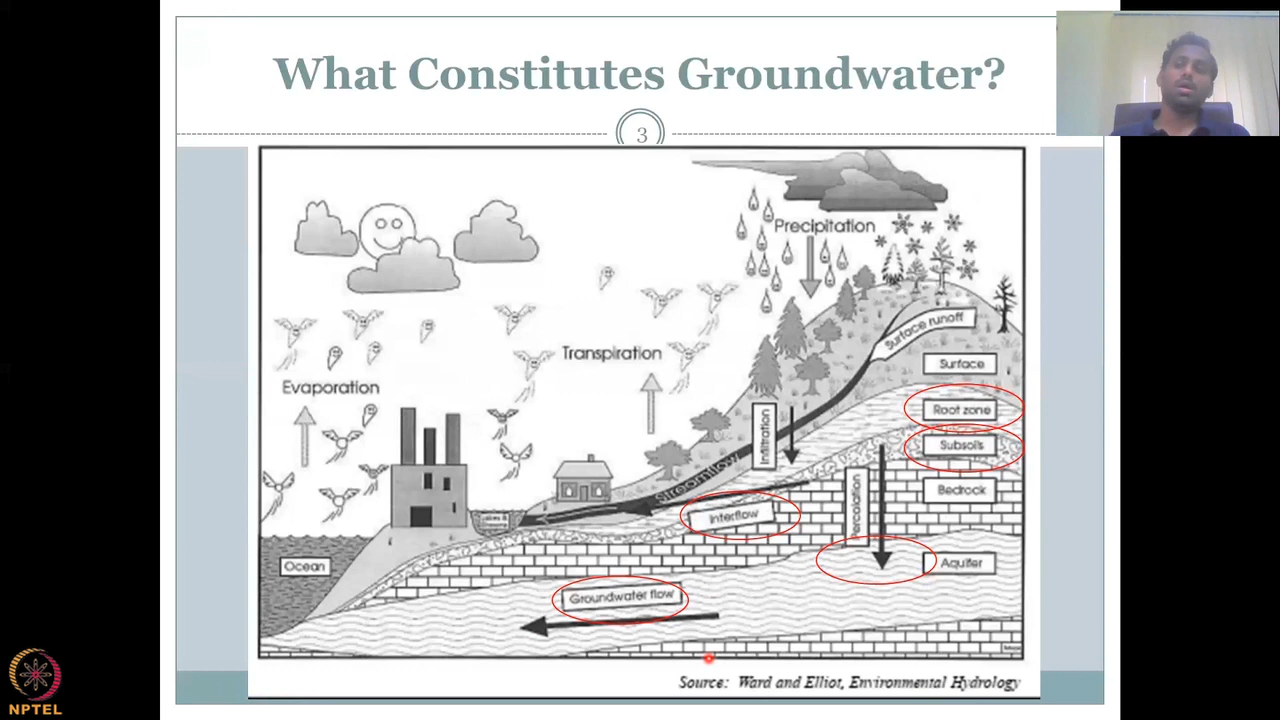 What Constitutes Groundwater?
3
Precipitation
Surface runoff
Transpiration
Surface
Evaporation
Root zone
Infiltration
Subsoils
Streamflow
Bedrock
Interflow
Ocean
Aquifer
Groundwater flow
Source: Ward and Elliot, Environmental Hydrology
NPTEL